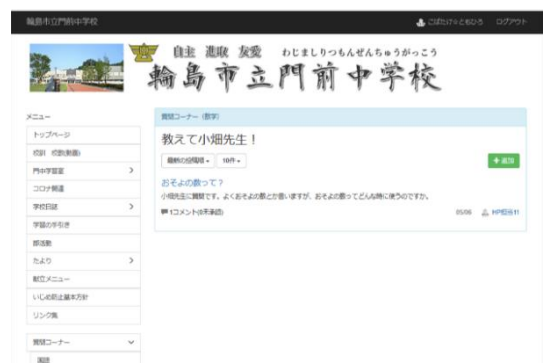 輪島市立門前中学校
こばたけ☆ともひろ ログアウト
自主 進取 友愛 わじましりつもんぜんちゅうがっこう
輪島市立門前中学校
メニュー
トップページ
校訓 校歌(動画)
コロナ関連
学校日誌
学習の手引き
部活動
たより
献立メニュー
いじめ防止基本方針
リンク集
質問コーナー
国語
質問コーナー(数学)
教えて小畑先生!
最新の投稿順 10件
追加
おそよの数って?
小畑先生に質問です。よくおそよの数とか言いますが、おそよの数ってどんな時に使うのですか。
1コメント(0未承認)
05/06 HP担当11